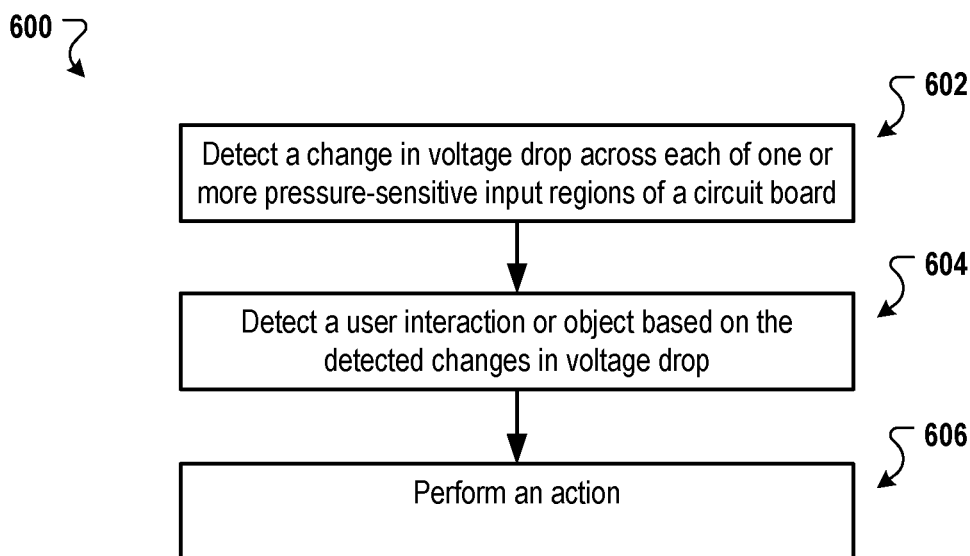 600
602
Detect a change in voltage drop across each of one or
more pressure-sensitive input regions of a circuit board
604
Detect a user interaction or object based on the
detected changes in voltage drop
606
Perform an action